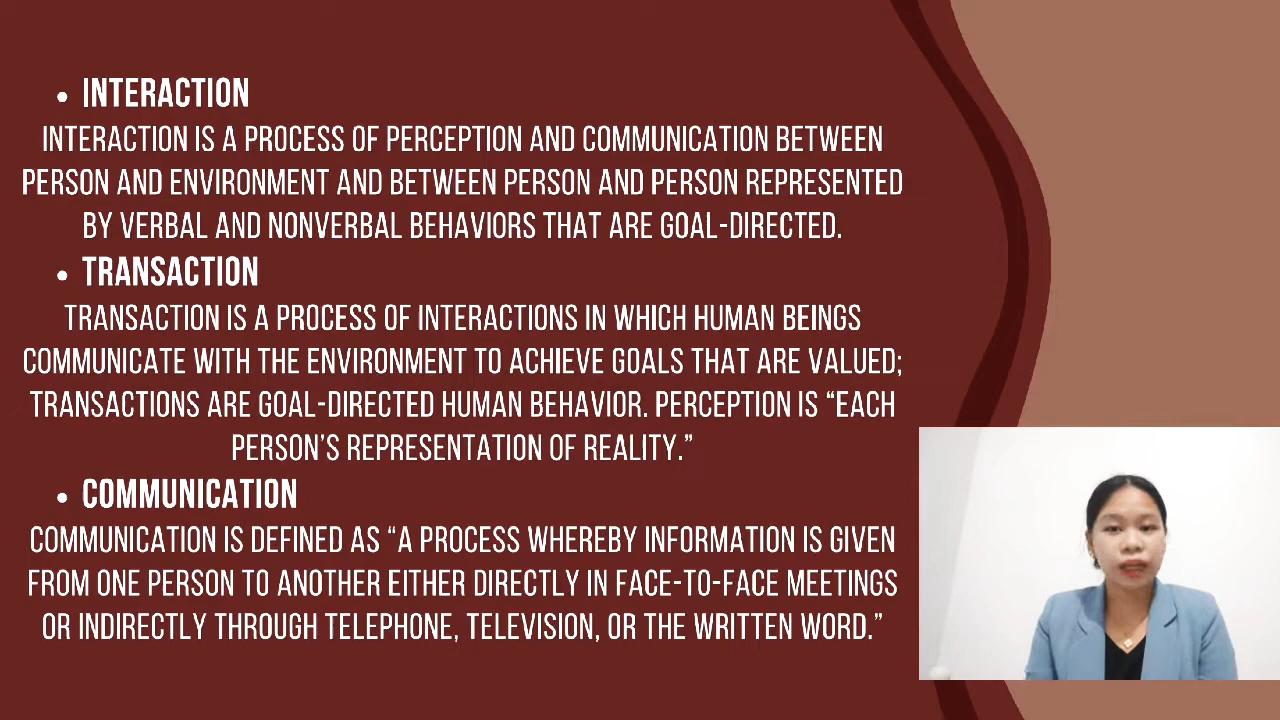 • INTERACTION
INTERACTION IS A PROCESS OF PERCEPTION AND COMMUNICATION BETWEEN
PERSON AND ENVIRONMENT AND BETWEEN PERSON AND PERSON REPRESENTED
BY VERBAL AND NONVERBAL BEHAVIORS THAT ARE GOAL-DIRECTED.
• TRANSACTION
TRANSACTION IS A PROCESS OF INTERACTIONS IN WHICH HUMAN BEINGS
COMMUNICATE WITH THE ENVIRONMENT TO ACHIEVE GOALS THAT ARE VALUED;
TRANSACTIONS ARE GOAL-DIRECTED HUMAN BEHAVIOR. PERCEPTION IS “EACH
PERSON’S REPRESENTATION OF REALITY.”
• COMMUNICATION
COMMUNICATION IS DEFINED AS “A PROCESS WHEREBY INFORMATION IS GIVEN
FROM ONE PERSON TO ANOTHER EITHER DIRECTLY IN FACE-TO-FACE MEETINGS
OR INDIRECTLY THROUGH TELEPHONE, TELEVISION, OR THE WRITTEN WORD.”